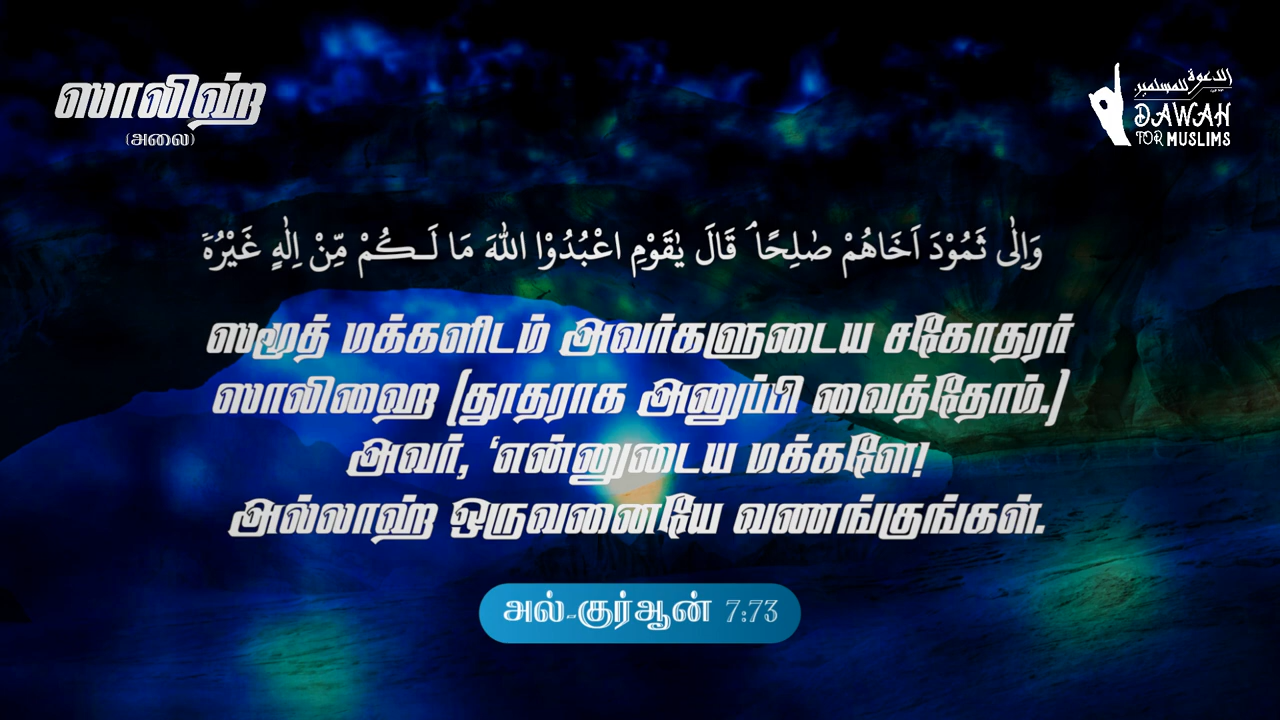 ஸாலிஹ்
(அலை)
الدعوة للمسلمين
DAWAH
FOR MUSLIMS
وَاِلٰى ثَمُوْدَ اَخَاهُمْ صٰلِحًا‌ ۘ قَالَ يٰقَوْمِ اعْبُدُوْا اللّٰهَ مَا لَـكُمْ مِّنْ اِلٰهٍ غَيْرُهٗ‌
ஸமூத் மக்களிடம் அவர்களுடைய சகோதரர்
ஸாலிஹை (தூதராக அனுப்பி வைத்தோம்.)
அவர், ‘என்னுடைய மக்களே!
அல்லாஹ் ஒருவனையே வணங்குங்கள்.
அல்-குர்ஆன் 7:73